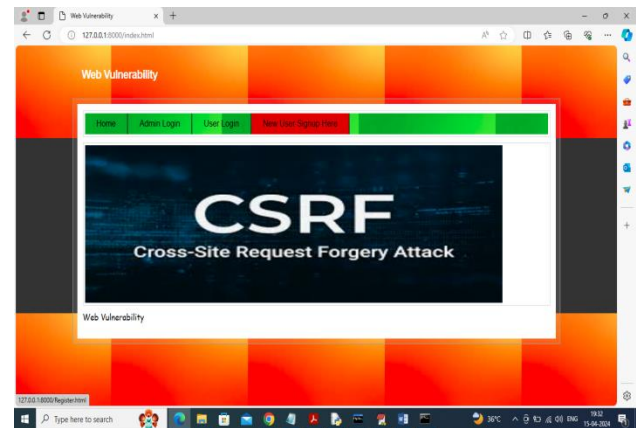 Web Vulnerability
127.0.0.1:8000/index.html
Web Vulnerability
Home Admin Login User Login New User Signup Here
CSRF
Cross-Site Request Forgery Attack
Web Vulnerability
127.0.0.1:8000/Register.html
Type here to search
36°C
ENG
19:32
15-04-2024